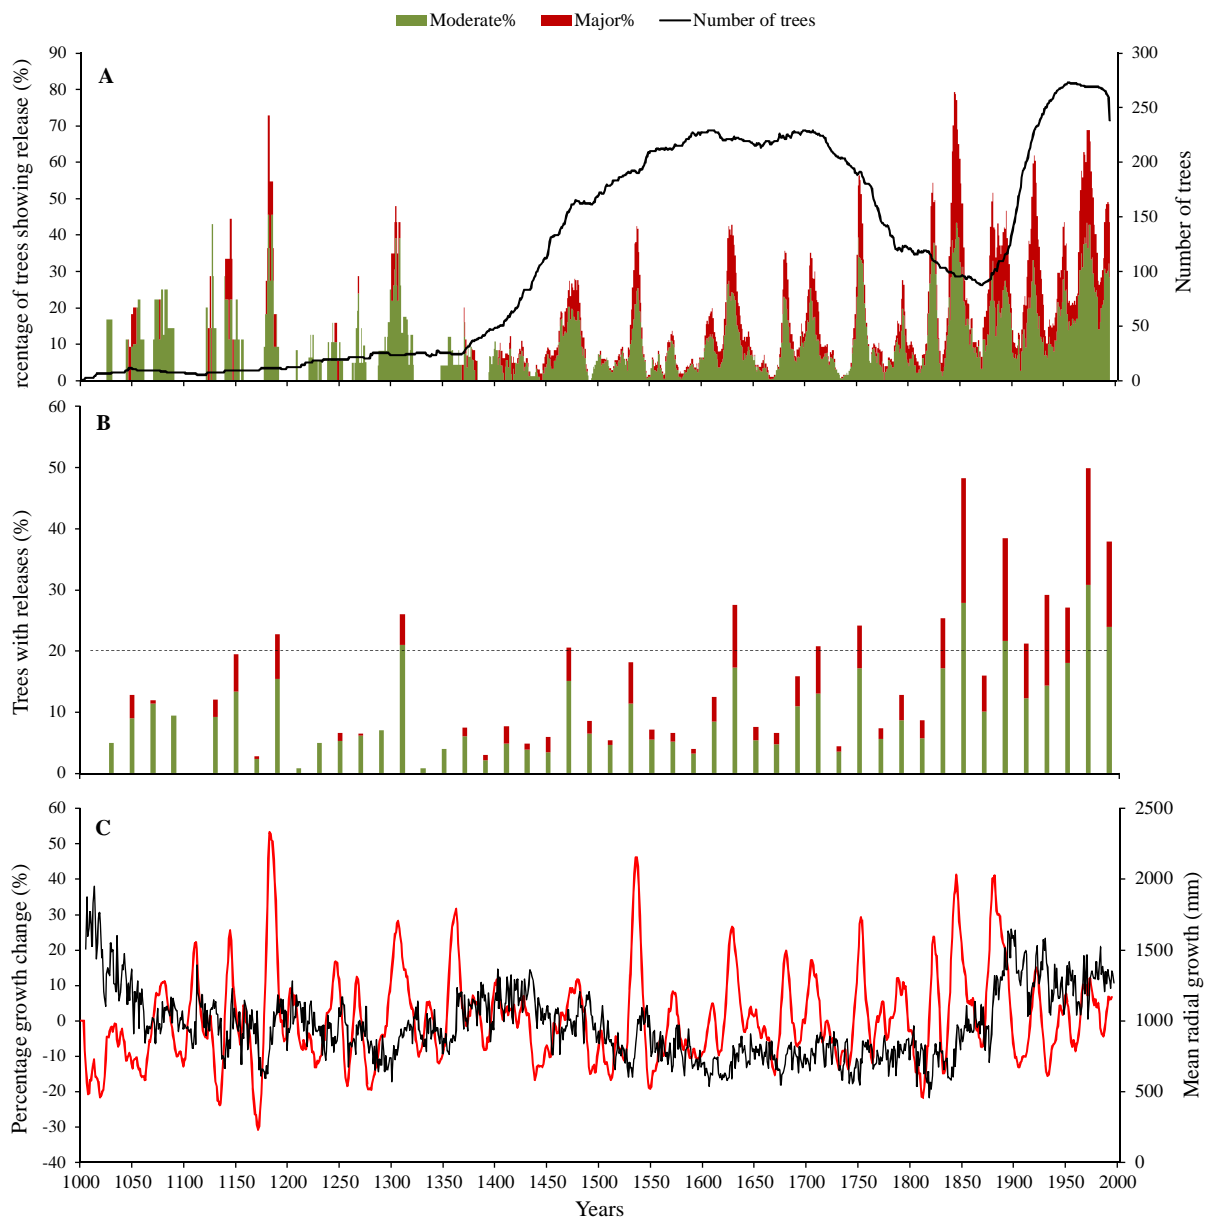 Moderate% Major% Number of trees
A
90 80 70 60 50 40 30 20 10 0
rcentage of trees showing release (%)
300 250 200 150 100 50 0
Number of trees
B
60 50 40 30 20 10 0
Trees with releases (%)
C
60 50 40 30 20 10 0 -10 -20 -30 -40
Percentage growth change (%)
2500 2000 1500 1000 500 0
Mean radial growth (mm)
1000 1050 1100 1150 1200 1250 1300 1350 1400 1450 1500 1550 1600 1650 1700 1750 1800 1850 1900 1950 2000
Years